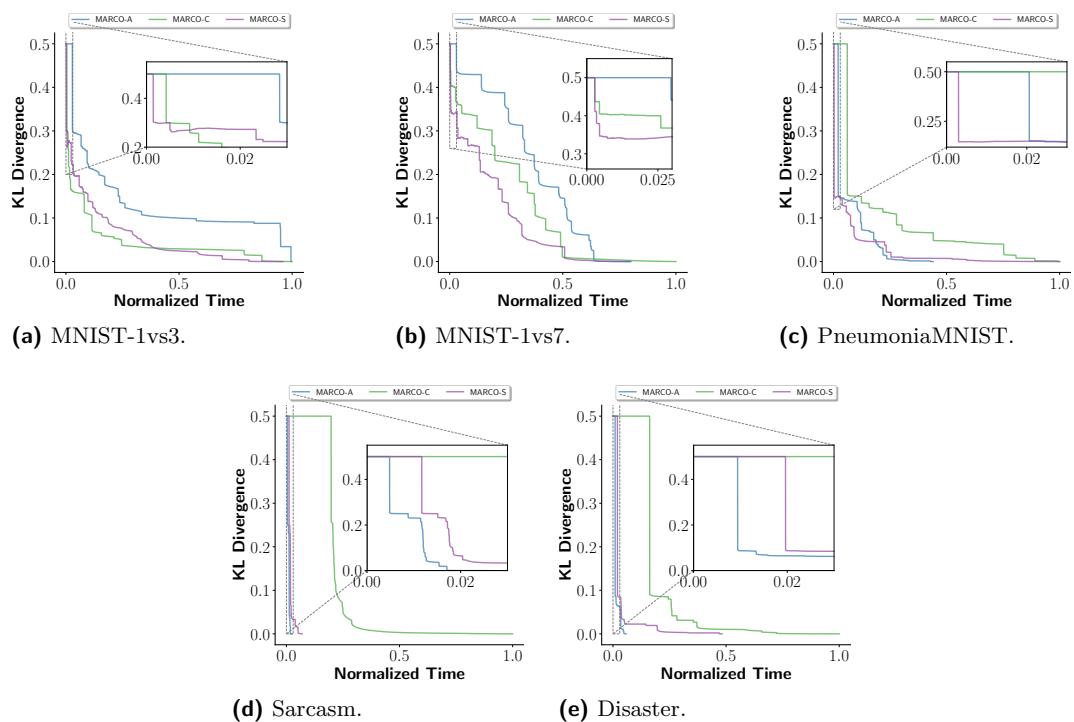 MARCO-A MARCO-C MARCO-S
0.5
0.4
0.3
0.2
0.1
0.0
KL Divergence
0.4
0.2
0.00 0.02
0.0 0.5 1.0
Normalized Time
(a) MNIST-1vs3.
MARCO-A MARCO-C MARCO-S
0.5
0.4
0.3
0.2
0.1
0.0
KL Divergence
0.5
0.4
0.3
0.000 0.025
0.0 0.5 1.0
Normalized Time
(b) MNIST-1vs7.
MARCO-A MARCO-C MARCO-S
0.5
0.4
0.3
0.2
0.1
0.0
KL Divergence
0.50
0.25
0.00 0.02
0.0 0.5 1.0
Normalized Time
(c) PneumoniaMNIST.
MARCO-A MARCO-C MARCO-S
0.5
0.4
0.3
0.2
0.1
0.0
KL Divergence
0.4
0.2
0.0
0.00 0.02
0.0 0.5 1.0
Normalized Time
(d) Sarcasm.
MARCO-A MARCO-C MARCO-S
0.5
0.4
0.3
0.2
0.1
0.0
KL Divergence
0.4
0.2
0.0
0.00 0.02
0.0 0.5 1.0
Normalized Time
(e) Disaster.